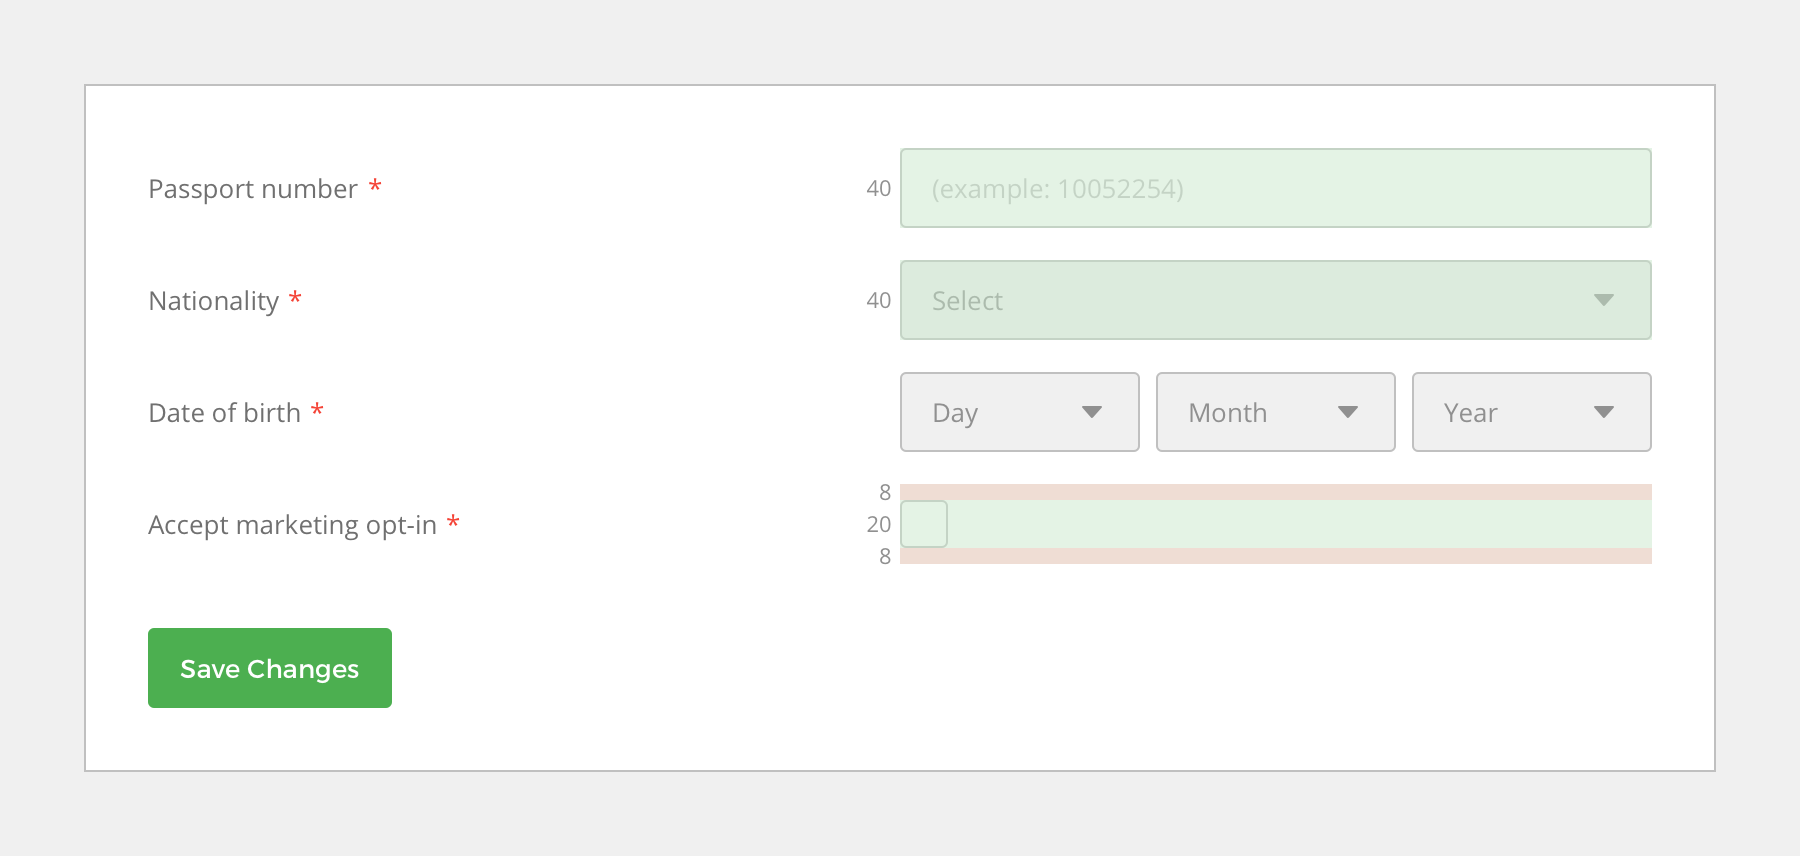 Passport number * 40 (example: 10052254)
Nationality * 40 Select
Date of birth * Day Month Year
8
Accept marketing opt-in * 20
8
Save Changes